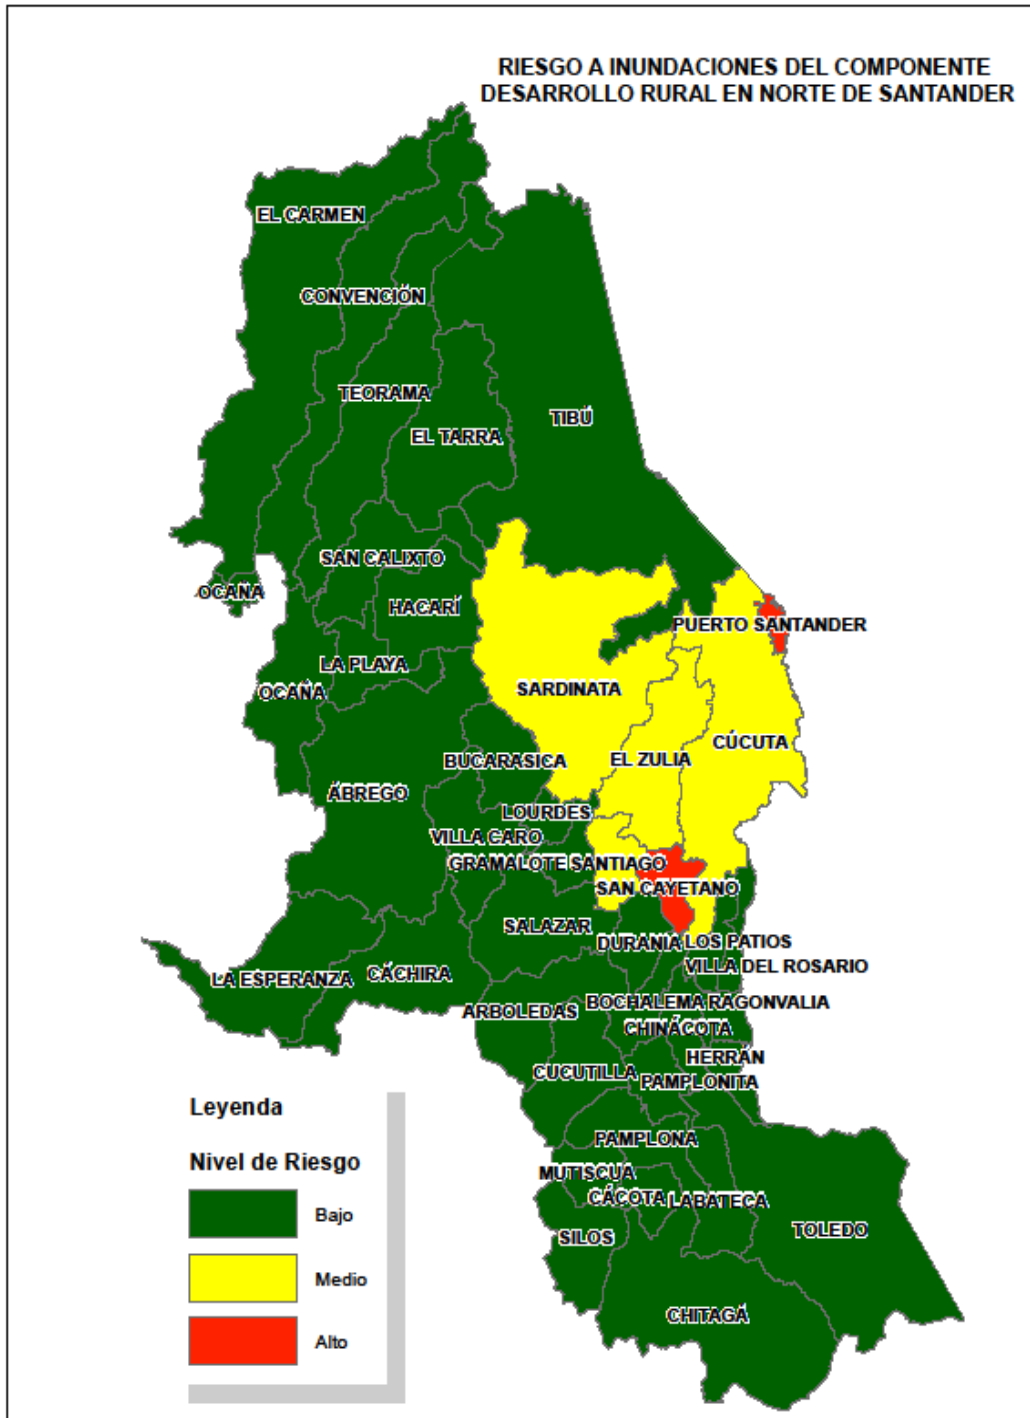 RIESGO A INUNDACIONES DEL COMPONENTE
DESARROLLO RURAL EN NORTE DE SANTANDER
EL CARMEN
CONVENCIÓN
TEORAMA
TIBÚ
EL TARRA
SAN CALIXTO
OCAÑA
HACARÍ
PUERTO SANTANDER
LA PLAYA
OCAÑA
SARDINATA
CÚCUTA
BUCARASICA
EL ZULIA
ÁBREGO
LOURDES
VILLA CARO
GRAMALOTE SANTIAGO
SAN CAYETANO
SALAZAR
DURANIA LOS PATIOS
VILLA DEL ROSARIO
LA ESPERANZA
CÁCHIRA
ARBOLEDAS
BOCHALEMA RAGONVALIA
CHINÁCOTA
HERRÁN
CUCUTILLA
PAMPLONITA
PAMPLONA
MUTISCUA
CÁCOTA LABATECA
SILOS
TOLEDO
CHITAGÁ
Leyenda
Nivel de Riesgo
Bajo
Medio
Alto